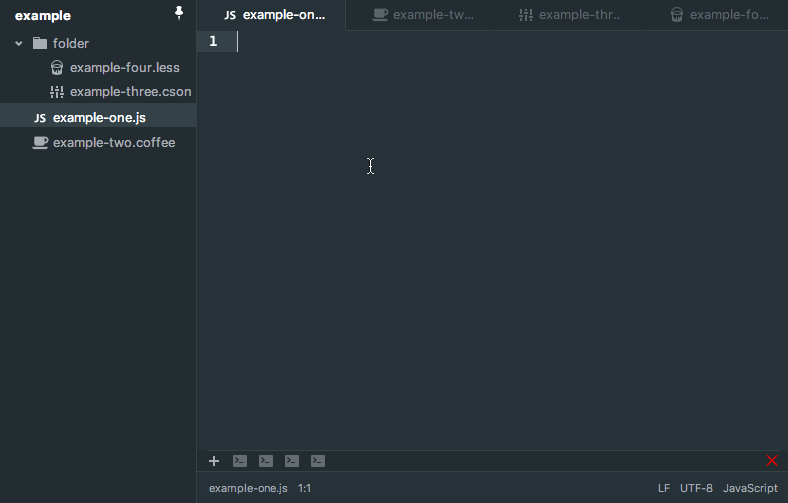 example
folder
example-four.less
example-three.cson
JS example-one.js
example-two.coffee
JS example-on...
example-tw...
example-thr..
example-fo...
1
example-one.js 1:1
LF UTF-8 JavaScript